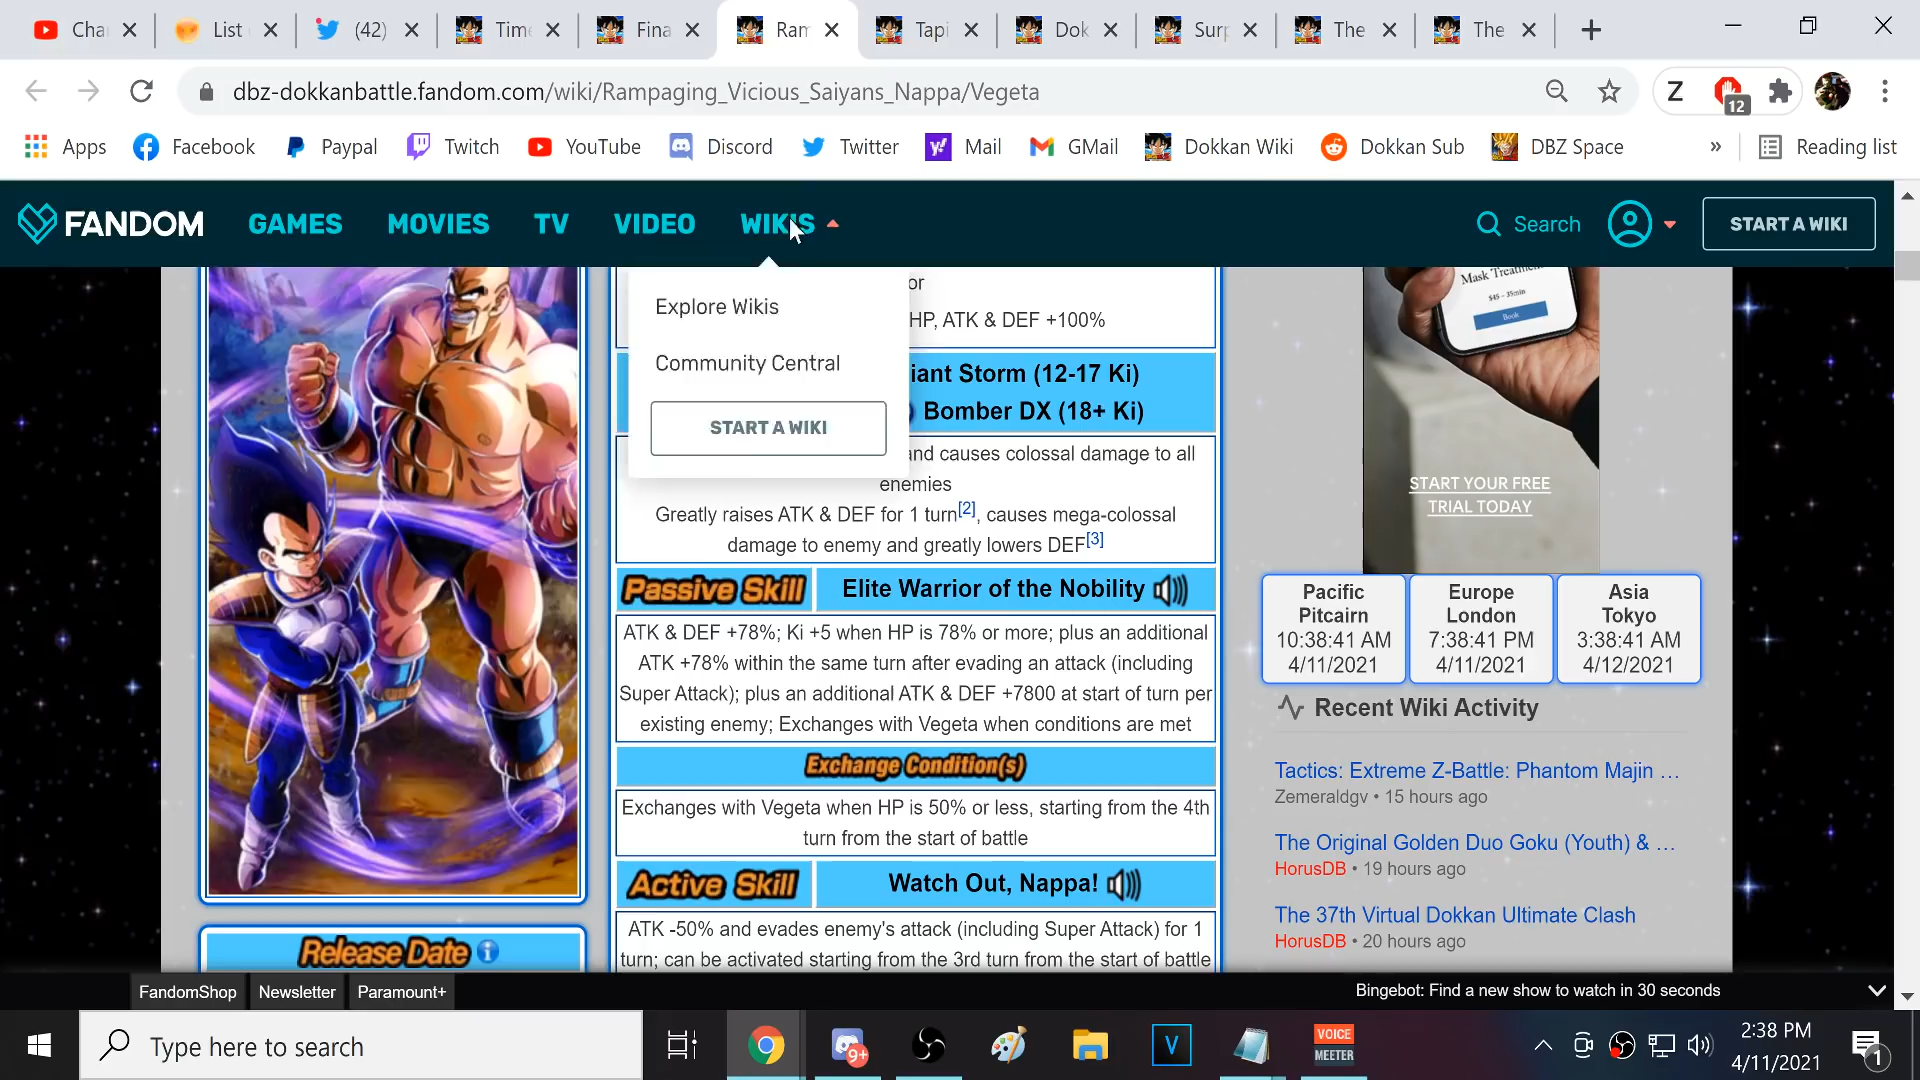 Cha
List
(42)
Time
Fina
Ram
Tapi
Dok
Surp
The
The
dbz-dokkanbattle.fandom.com/wiki/Rampaging_Vicious_Saiyans_Nappa/Vegeta
Z
12
Apps
Facebook
Paypal
Twitch
YouTube
Discord
Twitter
Mail
GMail
Dokkan Wiki
Dokkan Sub
DBZ Space
»
Reading list
FANDOM
GAMES
MOVIES
TV
VIDEO
WIKIS
Search
START A WIKI
Explore Wikis
Community Central
START A WIKI
or
HP, ATK & DEF +100%
iant Storm (12-17 Ki)
Bomber DX (18+ Ki)
and causes colossal damage to all
enemies
Greatly raises ATK & DEF for 1 turn[2], causes mega-colossal
damage to enemy and greatly lowers DEF[3]
Passive Skill
Elite Warrior of the Nobility
ATK & DEF +78%; Ki +5 when HP is 78% or more; plus an additional
ATK +78% within the same turn after evading an attack (including
Super Attack); plus an additional ATK & DEF +7800 at start of turn per
existing enemy; Exchanges with Vegeta when conditions are met
Exchange Condition(s)
Exchanges with Vegeta when HP is 50% or less, starting from the 4th
turn from the start of battle
Active Skill
Watch Out, Nappa!
ATK -50% and evades enemy's attack (including Super Attack) for 1
turn; can be activated starting from the 3rd turn from the start of battle
Release Date
Mask Treatment
$45 - 35min
Book
START YOUR FREE
TRIAL TODAY
Pacific
Pitcairn
10:38:41 AM
4/11/2021
Europe
London
7:38:41 PM
4/11/2021
Asia
Tokyo
3:38:41 AM
4/12/2021
Recent Wiki Activity
Tactics: Extreme Z-Battle: Phantom Majin ...
Zemeraldgv • 15 hours ago
The Original Golden Duo Goku (Youth) & ...
HorusDB • 19 hours ago
The 37th Virtual Dokkan Ultimate Clash
HorusDB • 20 hours ago
FandomShop
Newsletter
Paramount+
Bingebot: Find a new show to watch in 30 seconds
Type here to search
9+
V
VOICE
MEETER
2:38 PM
4/11/2021
1